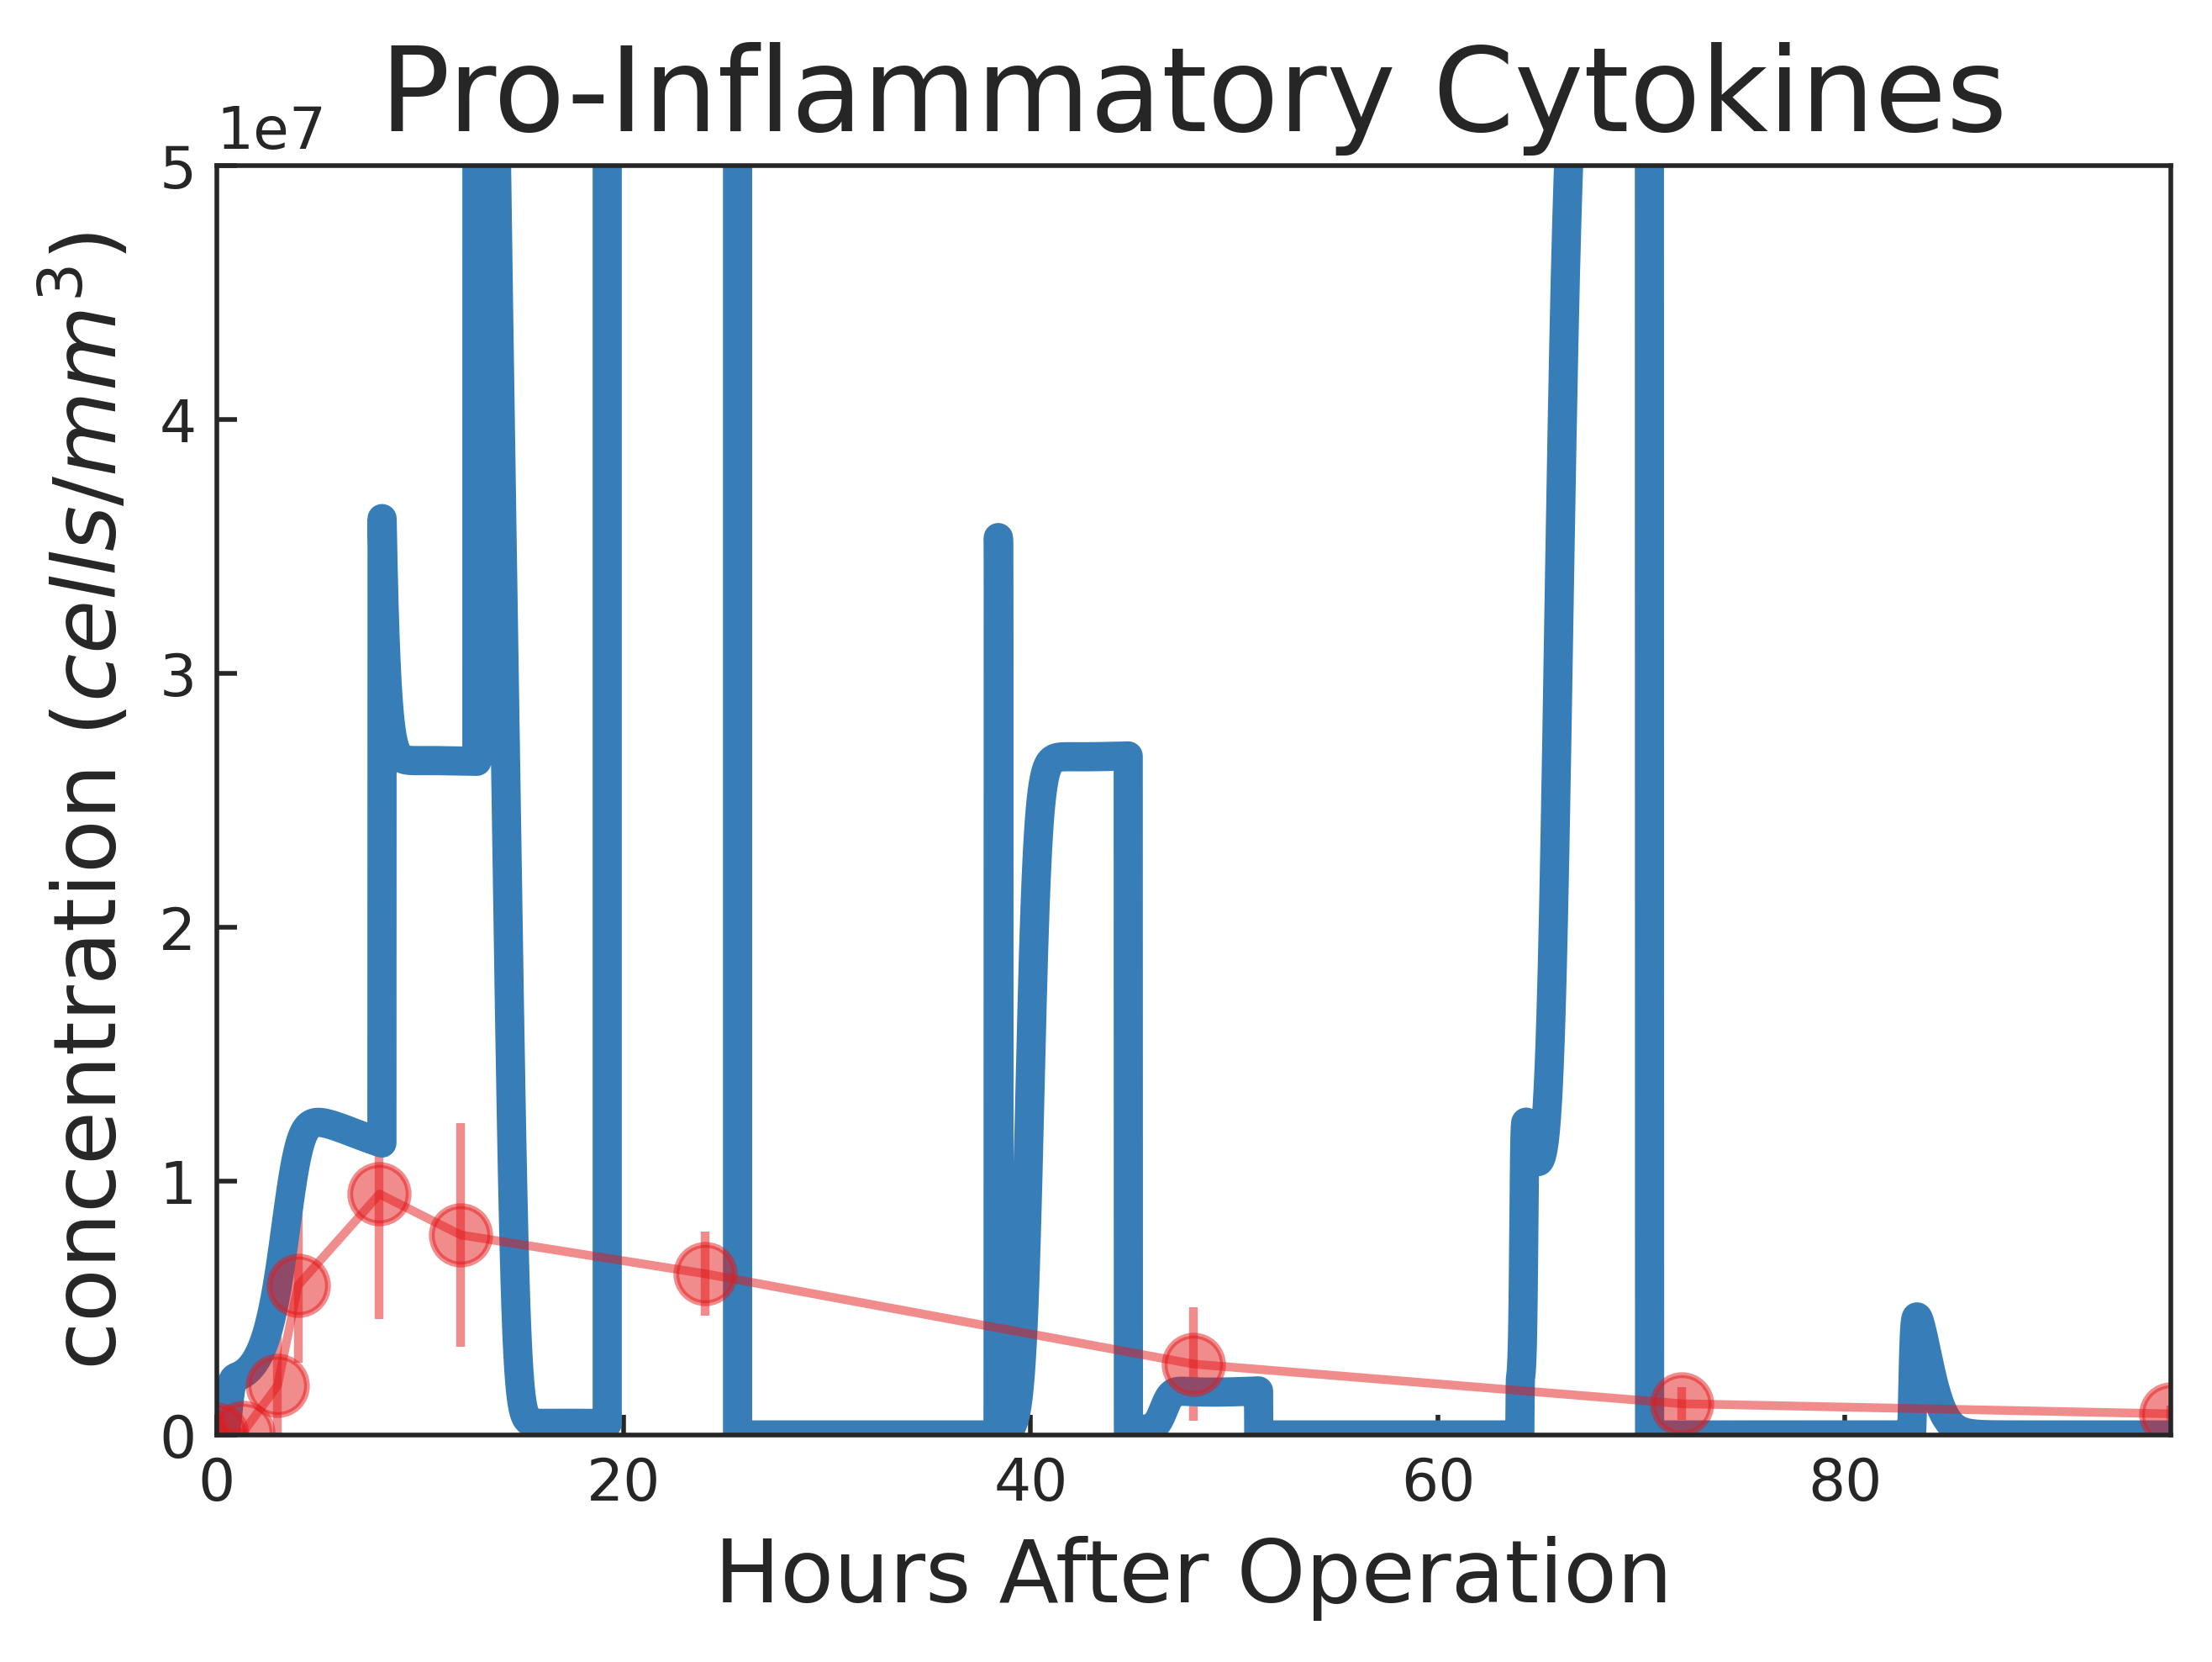 Pro-Inflammatory Cytokines
1e7
5
4
3
2
1
0
concentration (cells/mm³)
0 20 40 60 80
Hours After Operation